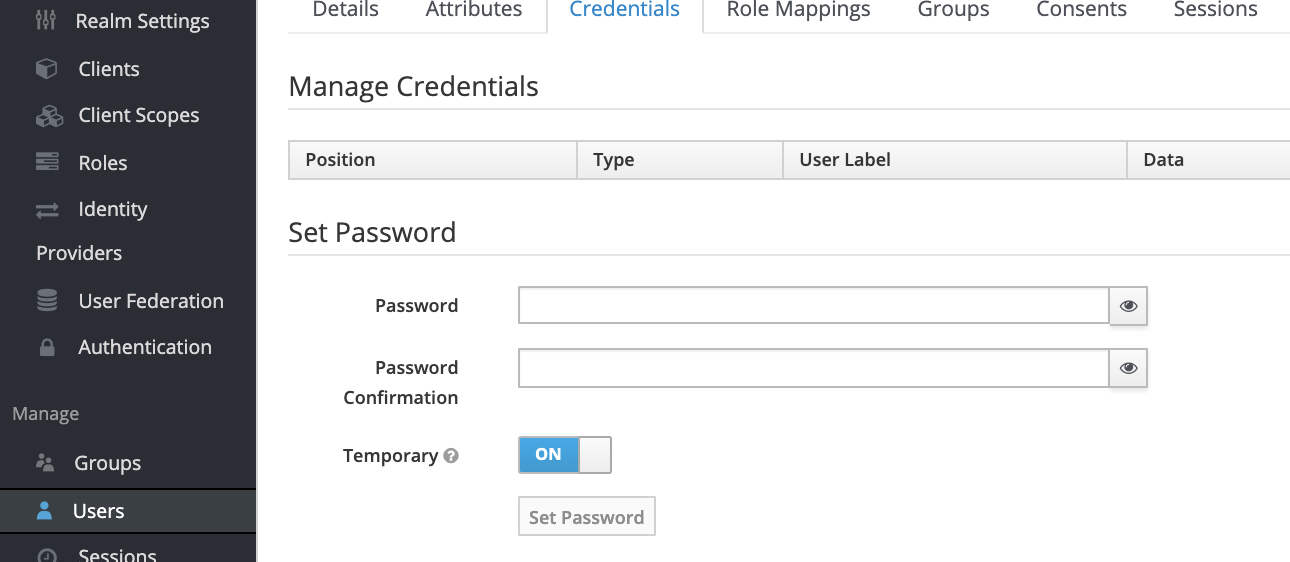 Realm Settings
Clients
Client Scopes
Roles
Identity
Providers
User Federation
Authentication
Manage
Groups
Users
Sessions
Details Attributes Credentials Role Mappings Groups Consents Sessions
Manage Credentials
Position Type User Label Data
Set Password
Password
Password
Confirmation
Temporary ON
Set Password